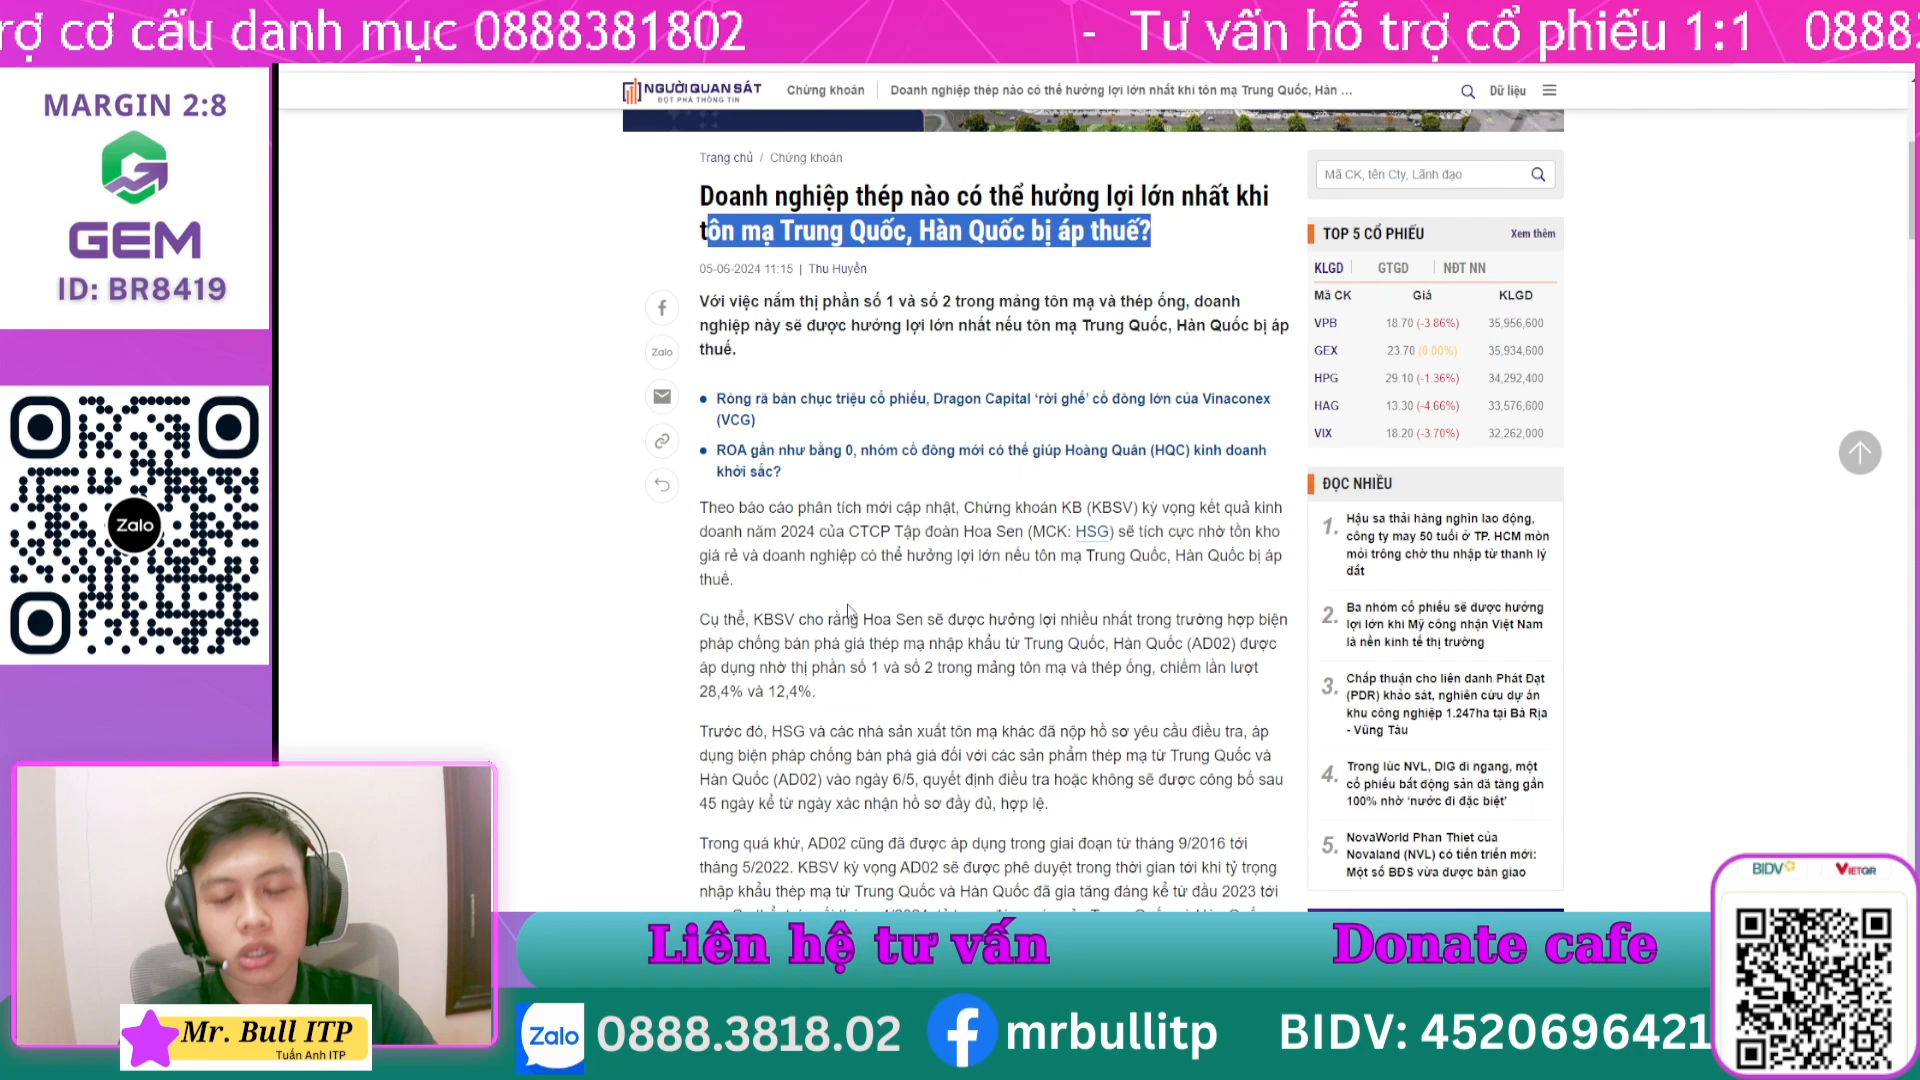 rợ cơ cấu danh mục 0888381802 - Tư vấn hỗ trợ cổ phiếu 1:1 0888
MARGIN 2:8
GEM
ID: BR8419
Zalo
NGƯỜI QUAN SÁT
ĐỘT PHÁ THÔNG TIN
Chứng khoán
Doanh nghiệp thép nào có thể hưởng lợi lớn nhất khi tôn mạ Trung Quốc, Hàn ...
Dữ liệu
Trang chủ / Chứng khoán
Doanh nghiệp thép nào có thể hưởng lợi lớn nhất khi
tôn mạ Trung Quốc, Hàn Quốc bị áp thuế?
05-06-2024 11:15 | Thu Huyền
Zalo
Với việc nắm thị phần số 1 và số 2 trong mảng tôn mạ và thép ống, doanh
nghiệp này sẽ được hưởng lợi lớn nhất nếu tôn mạ Trung Quốc, Hàn Quốc bị áp
thuế.
Ròng rã bán chục triệu cổ phiếu, Dragon Capital ‘rời ghế’ cổ đông lớn của Vinaconex
(VCG)
ROA gần như bằng 0, nhóm cổ đông mới có thể giúp Hoàng Quân (HQC) kinh doanh
khởi sắc?
Theo báo cáo phân tích mới cập nhật, Chứng khoán KB (KBSV) kỳ vọng kết quả kinh
doanh năm 2024 của CTCP Tập đoàn Hoa Sen (MCK: HSG) sẽ tích cực nhờ tồn kho
giá rẻ và doanh nghiệp có thể hưởng lợi lớn nếu tôn mạ Trung Quốc, Hàn Quốc bị áp
thuế.
Cụ thể, KBSV cho rằng Hoa Sen sẽ được hưởng lợi nhiều nhất trong trường hợp biện
pháp chống bán phá giá thép mạ nhập khẩu từ Trung Quốc, Hàn Quốc (AD02) được
áp dụng nhờ thị phần số 1 và số 2 trong mảng tôn mạ và thép ống, chiếm lần lượt
28,4% và 12,4%.
Trước đó, HSG và các nhà sản xuất tôn mạ khác đã nộp hồ sơ yêu cầu điều tra, áp
dụng biện pháp chống bán phá giá đối với các sản phẩm thép mạ từ Trung Quốc và
Hàn Quốc (AD02) vào ngày 6/5, quyết định điều tra hoặc không sẽ được công bố sau
45 ngày kể từ ngày xác nhận hồ sơ đầy đủ, hợp lệ.
Trong quá khứ, AD02 cũng đã được áp dụng trong giai đoạn từ tháng 9/2016 tới
tháng 5/2022. KBSV kỳ vọng AD02 sẽ được phê duyệt trong thời gian tới khi tỷ trọng
nhập khẩu thép mạ từ Trung Quốc và Hàn Quốc đã gia tăng đáng kể từ đầu 2023 tới
Mã CK, tên Cty, Lãnh đạo
TOP 5 CỔ PHIẾU Xem thêm
KLGD GTGD NĐT NN
Mã CK Giá KLGD
VPB 18.70 (-3.86%) 35,956,600
GEX 23.70 (0.00%) 35,934,600
HPG 29.10 (-1.36%) 34,292,400
HAG 13.30 (-4.66%) 33,576,600
VIX 18.20 (-3.70%) 32,262,000
ĐỌC NHIỀU
1. Hậu sa thải hàng nghìn lao động,
công ty may 50 tuổi ở TP. HCM mòn
mỏi trông chờ thu nhập từ thanh lý
đất
2. Ba nhóm cổ phiếu sẽ được hưởng
lợi lớn khi Mỹ công nhận Việt Nam
là nền kinh tế thị trường
3. Chấp thuận cho liên danh Phát Đạt
(PDR) khảo sát, nghiên cứu dự án
khu công nghiệp 1.247ha tại Bà Rịa
- Vũng Tàu
4. Trong lúc NVL, DIG đi ngang, một
cổ phiếu bất động sản đã tăng gần
100% nhờ ‘nước đi đặc biệt’
5. NovaWorld Phan Thiet của
Novaland (NVL) có tiến triển mới:
Một số BĐS vừa được bàn giao
Mr. Bull ITP
Tuấn Anh ITP
Liên hệ tư vấn
Donate cafe
Zalo 0888.3818.02
mrbullitp
BIDV: 4520696421
BIDV VIETQR